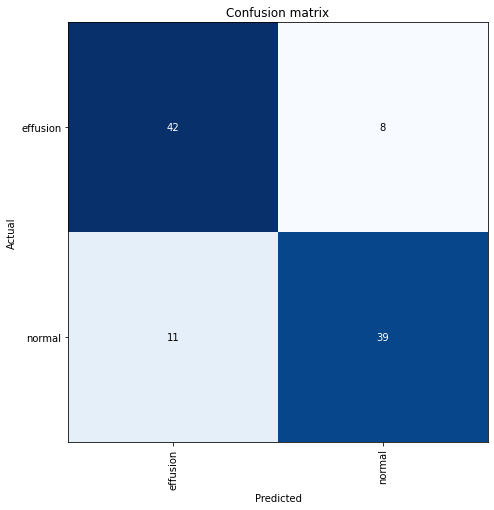 Confusion matrix
effusion
42
8
Actual
normal
11
39
effusion
normal
Predicted